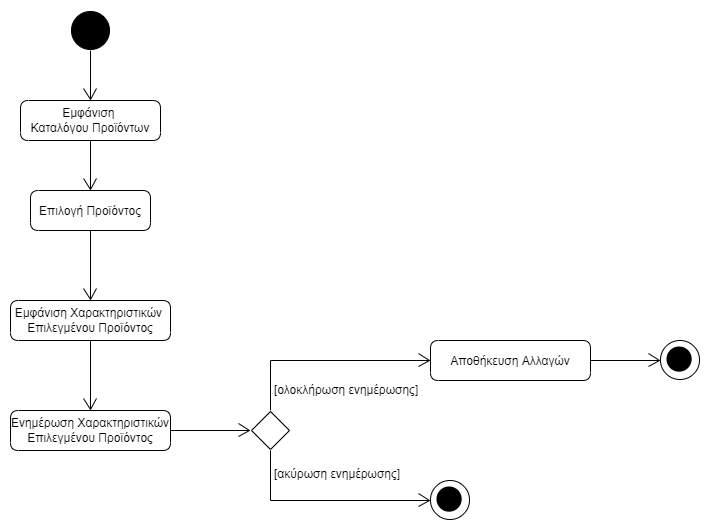 Εμφάνιση
Καταλόγου Προϊόντων
Επιλογή Προϊόντος
Εμφάνιση Χαρακτηριστικών
Επιλεγμένου Προϊόντος
Ενημέρωση Χαρακτηριστικών
Επιλεγμένου Προϊόντος
[ολοκλήρωση ενημέρωσης]
Αποθήκευση Αλλαγών
[ακύρωση ενημέρωσης]